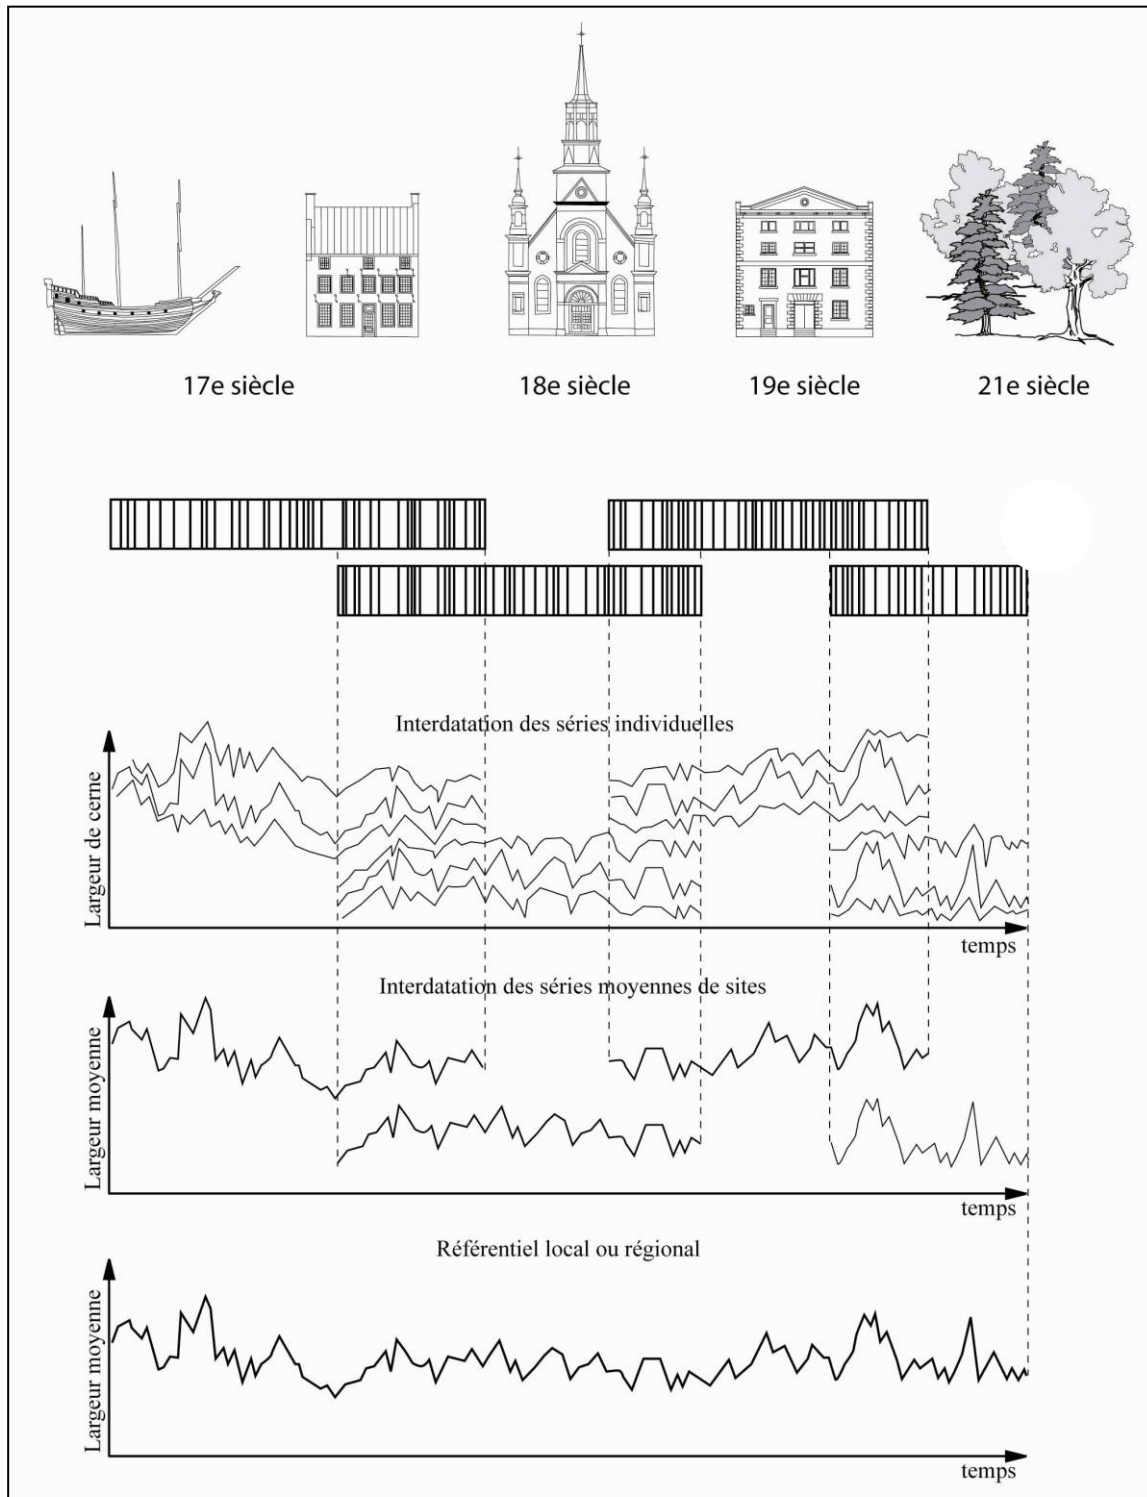 17e siècle
18e siècle
19e siècle
21e siècle
Interdatation des séries individuelles
Largeur de cerne
temps
Interdatation des séries moyennes de sites
Largeur moyenne
temps
Référentiel local ou régional
Largeur moyenne
temps